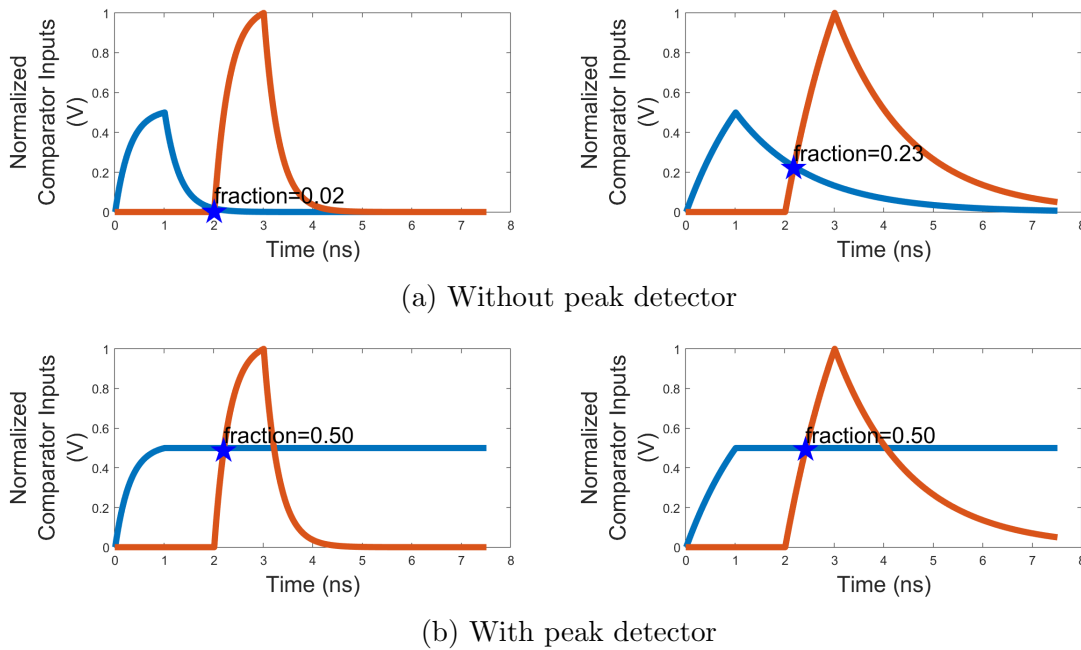 Normalized
Comparator Inputs
(V)
1
0.8
0.6
0.4
0.2
0
fraction=0.02
0 1 2 3 4 5 6 7 8
Time (ns)
Normalized
Comparator Inputs
(V)
1
0.8
0.6
0.4
0.2
0
fraction=0.23
0 1 2 3 4 5 6 7 8
Time (ns)
(a) Without peak detector
Normalized
Comparator Inputs
(V)
1
0.8
0.6
0.4
0.2
0
fraction=0.50
0 1 2 3 4 5 6 7 8
Time (ns)
Normalized
Comparator Inputs
(V)
1
0.8
0.6
0.4
0.2
0
fraction=0.50
0 1 2 3 4 5 6 7 8
Time (ns)
(b) With peak detector